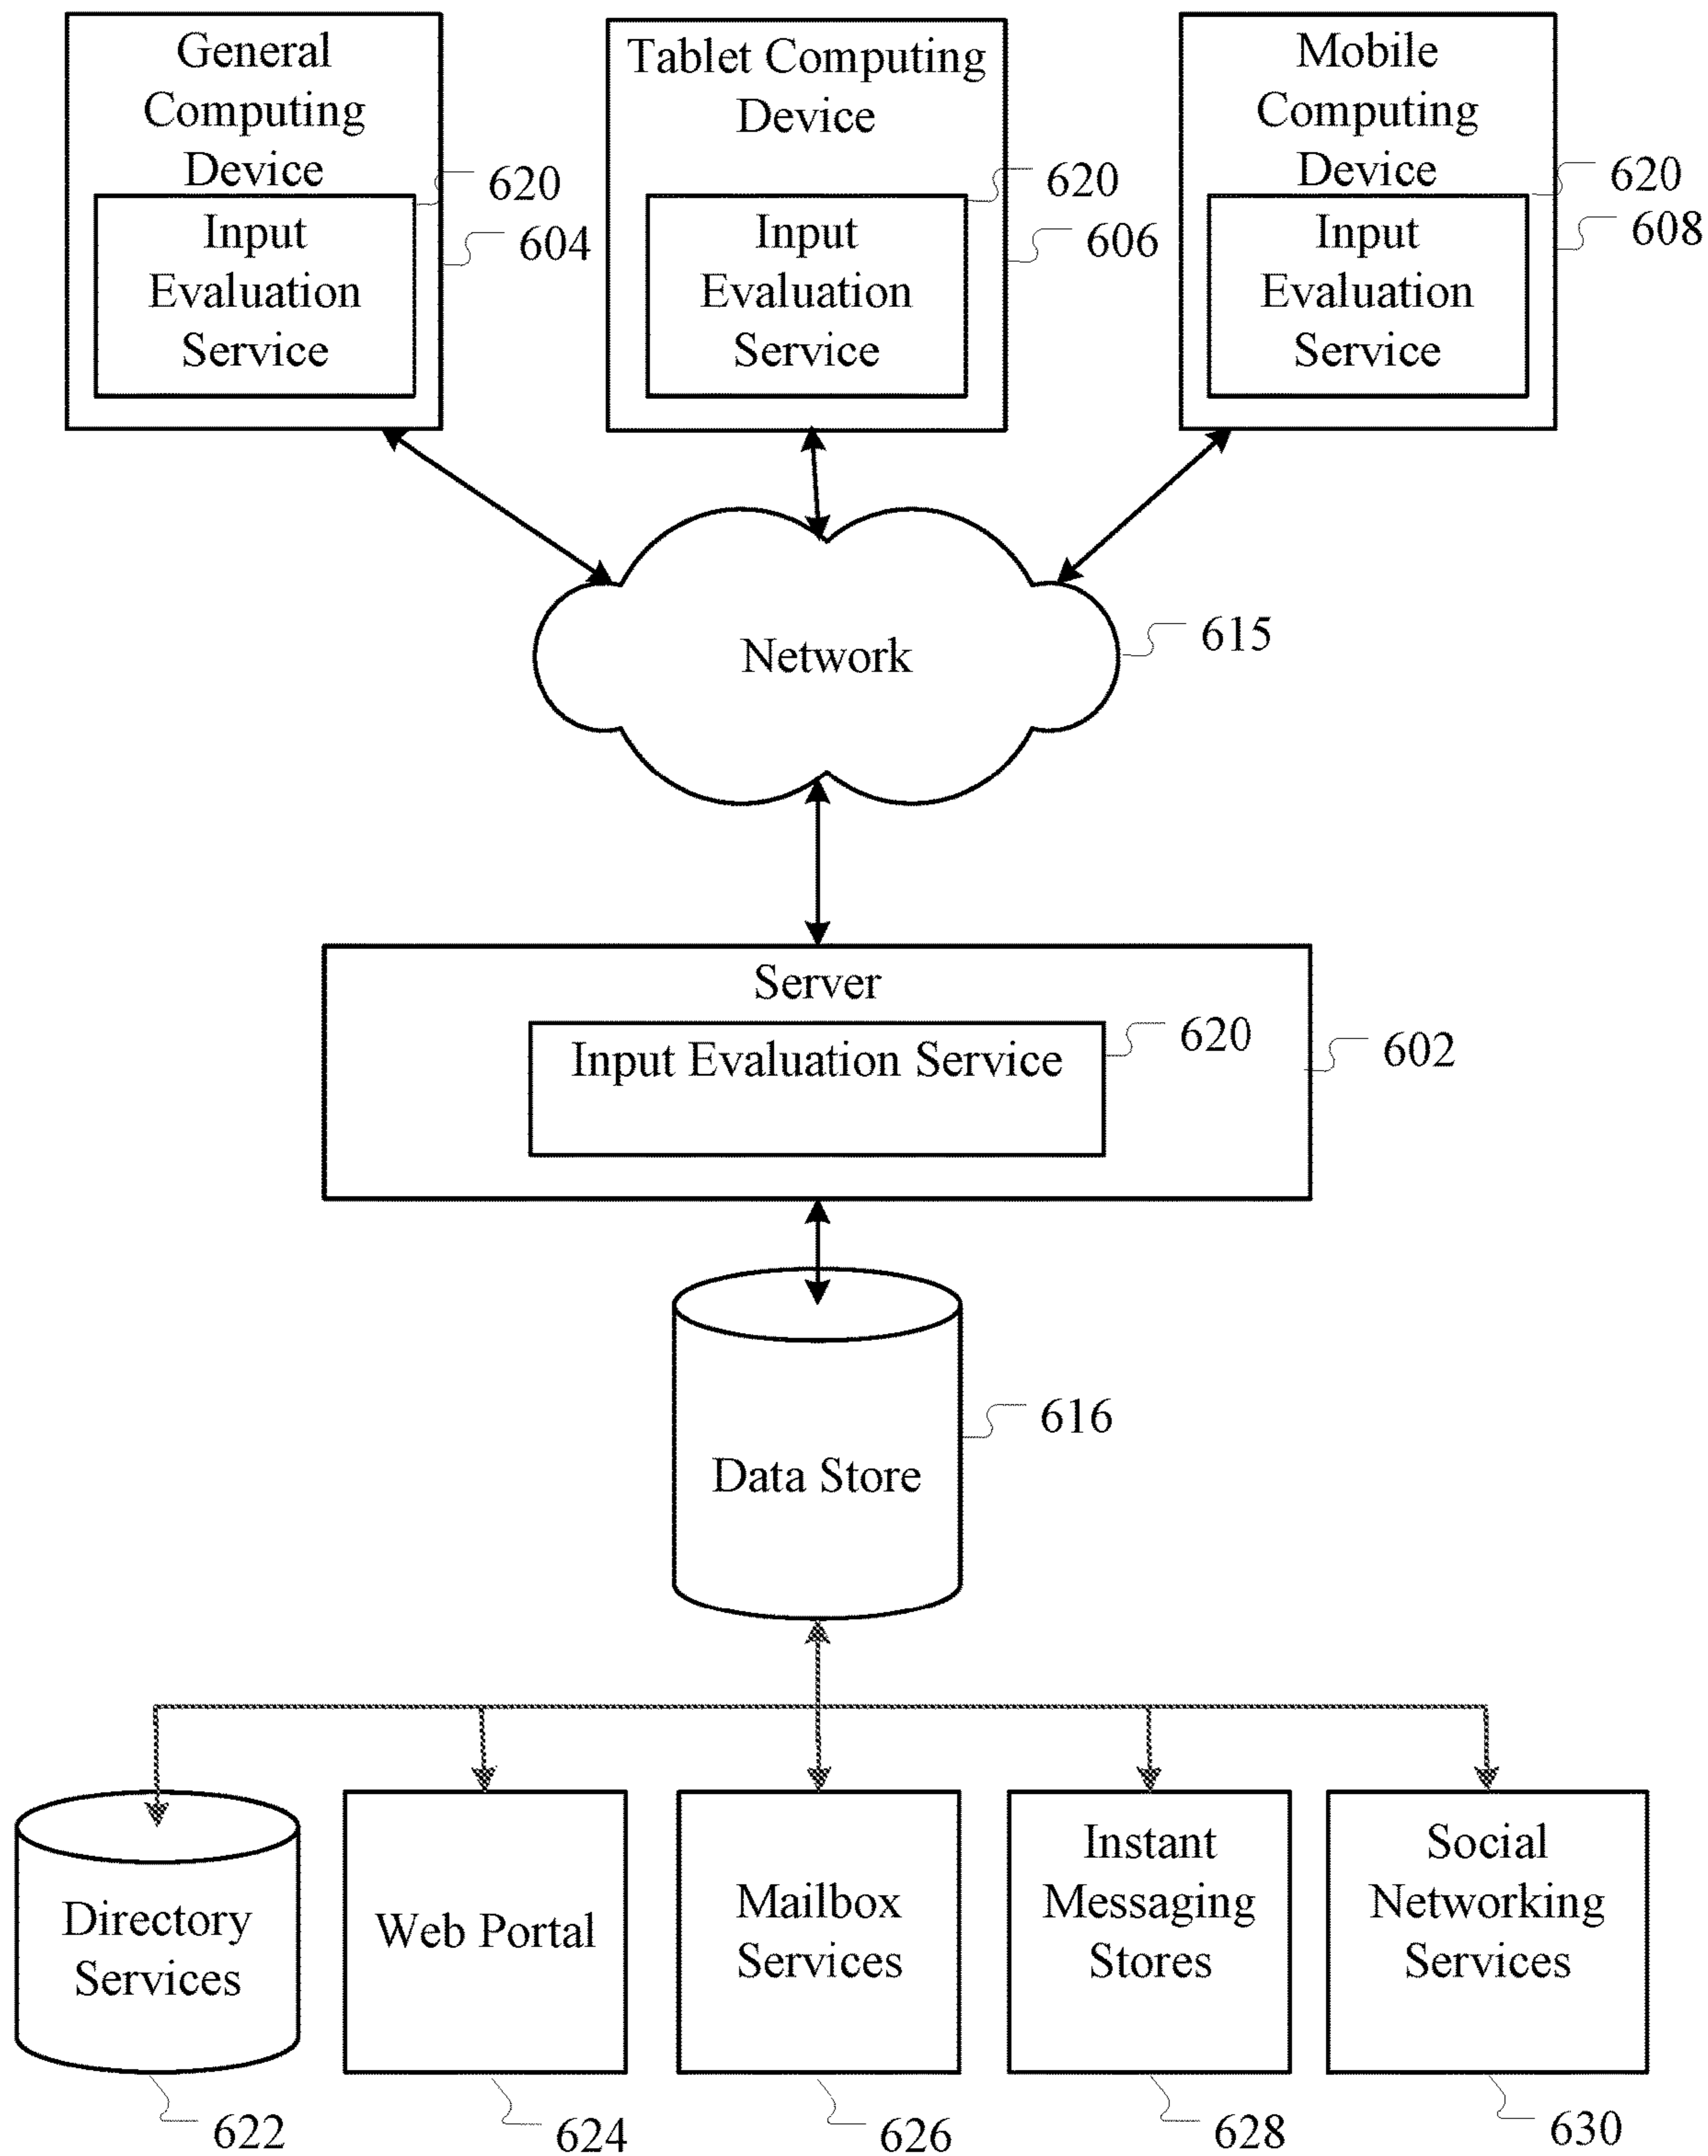 General
Computing
Device
620
Input
Evaluation
Service
604
Tablet Computing
Device
620
Input
Evaluation
Service
606
Mobile
Computing
Device
620
Input
Evaluation
Service
608
Network
615
Server
Input Evaluation Service
620
602
Data Store
616
Directory
Services
622
Web Portal
624
Mailbox
Services
626
Instant
Messaging
Stores
628
Social
Networking
Services
630